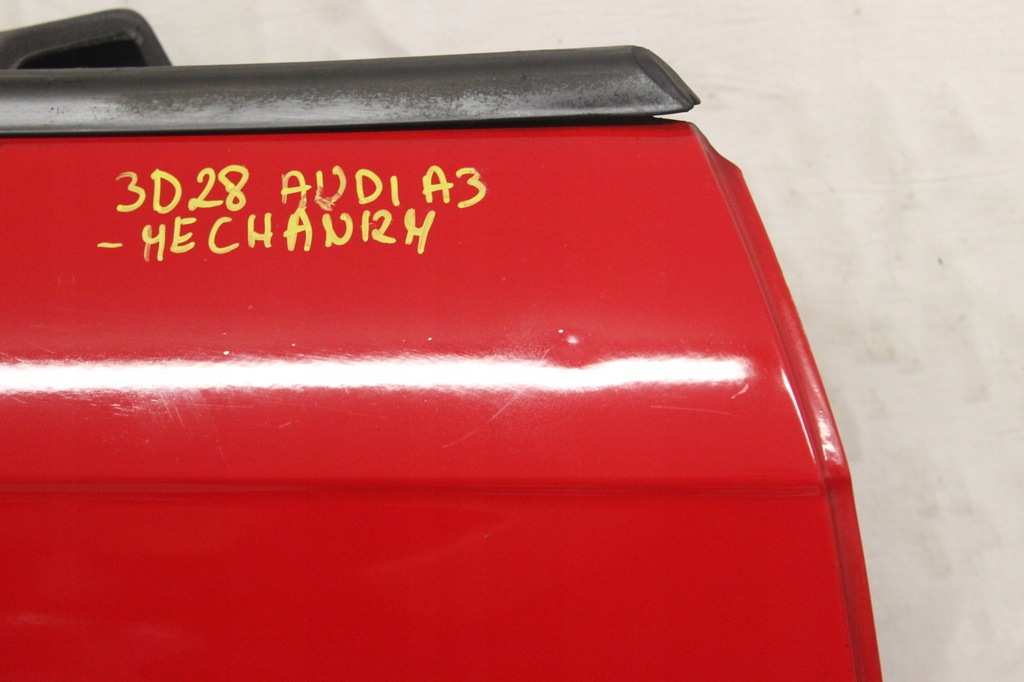 3D28 AUDI A3
- MECHANIZM